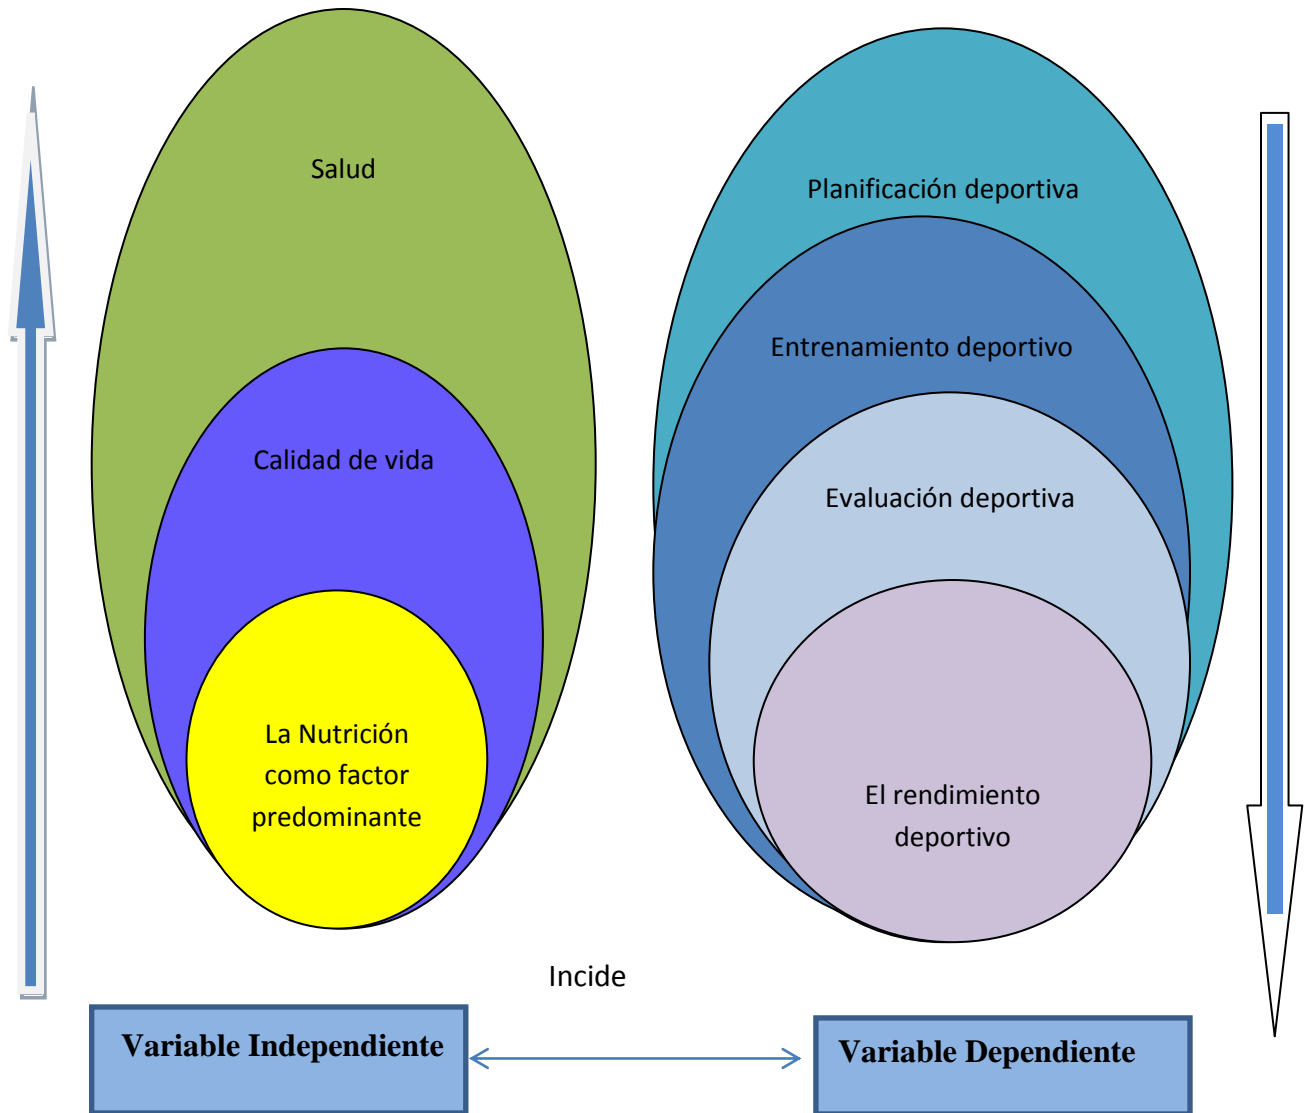 Salud
Calidad de vida
La Nutrición
como factor
predominante
Planificación deportiva
Entrenamiento deportivo
Evaluación deportiva
El rendimiento
deportivo
Incide
Variable Independiente
Variable Dependiente